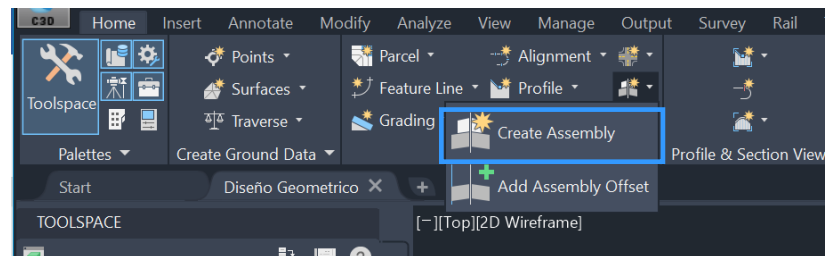 C3D Home Insert Annotate Modify Analyze View Manage Output Survey Rail
Points Parcel Alignment
Toolspace Surfaces Feature Line Profile
Traverse Grading Create Assembly
Palettes Create Ground Data Profile & Section View
Start Diseño Geometrico Add Assembly Offset
TOOLSPACE [−][Top][2D Wireframe]